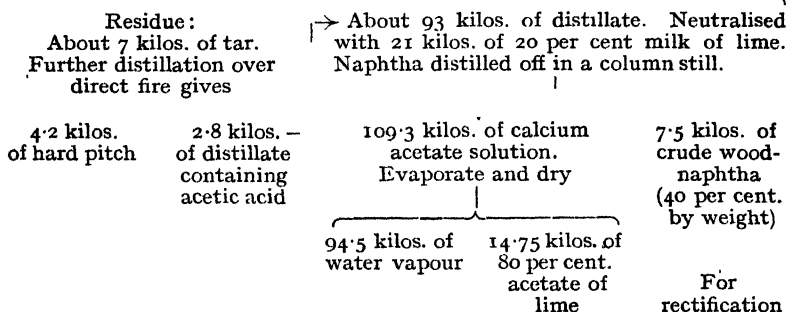 Residue:
About 7 kilos. of tar.
Further distillation over
direct fire gives
About 93 kilos. of distillate. Neutralised
with 21 kilos. of 20 per cent milk of lime.
Naphtha distilled off in a column still.
4·2 kilos.
of hard pitch
2·8 kilos. –
of distillate
containing
acetic acid
109·3 kilos. of calcium
acetate solution.
Evaporate and dry
7·5 kilos. of
crude wood-
naphtha
(40 per cent.
by weight)
94·5 kilos. of
water vapour
14·75 kilos. of
80 per cent.
acetate of
lime
For
rectification